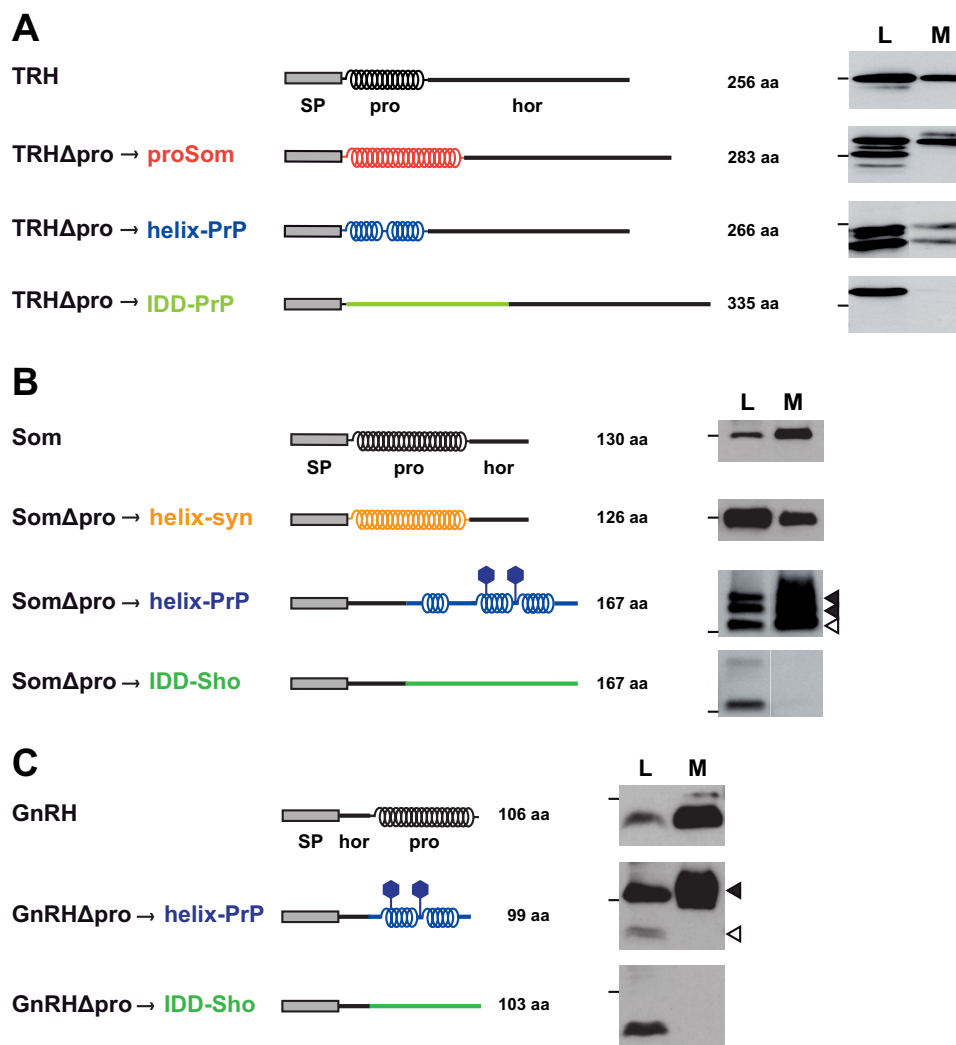 A
L M
TRH 256 aa
SP pro hor
TRHΔpro → proSom 283 aa
TRHΔpro → helix-PrP 266 aa
TRHΔpro → IDD-PrP 335 aa
B
L M
Som 130 aa
SP pro hor
SomΔpro → helix-syn 126 aa
SomΔpro → helix-PrP 167 aa
SomΔpro → IDD-Sho 167 aa
C
L M
GnRH 106 aa
SP hor pro
GnRHΔpro → helix-PrP 99 aa
GnRHΔpro → IDD-Sho 103 aa